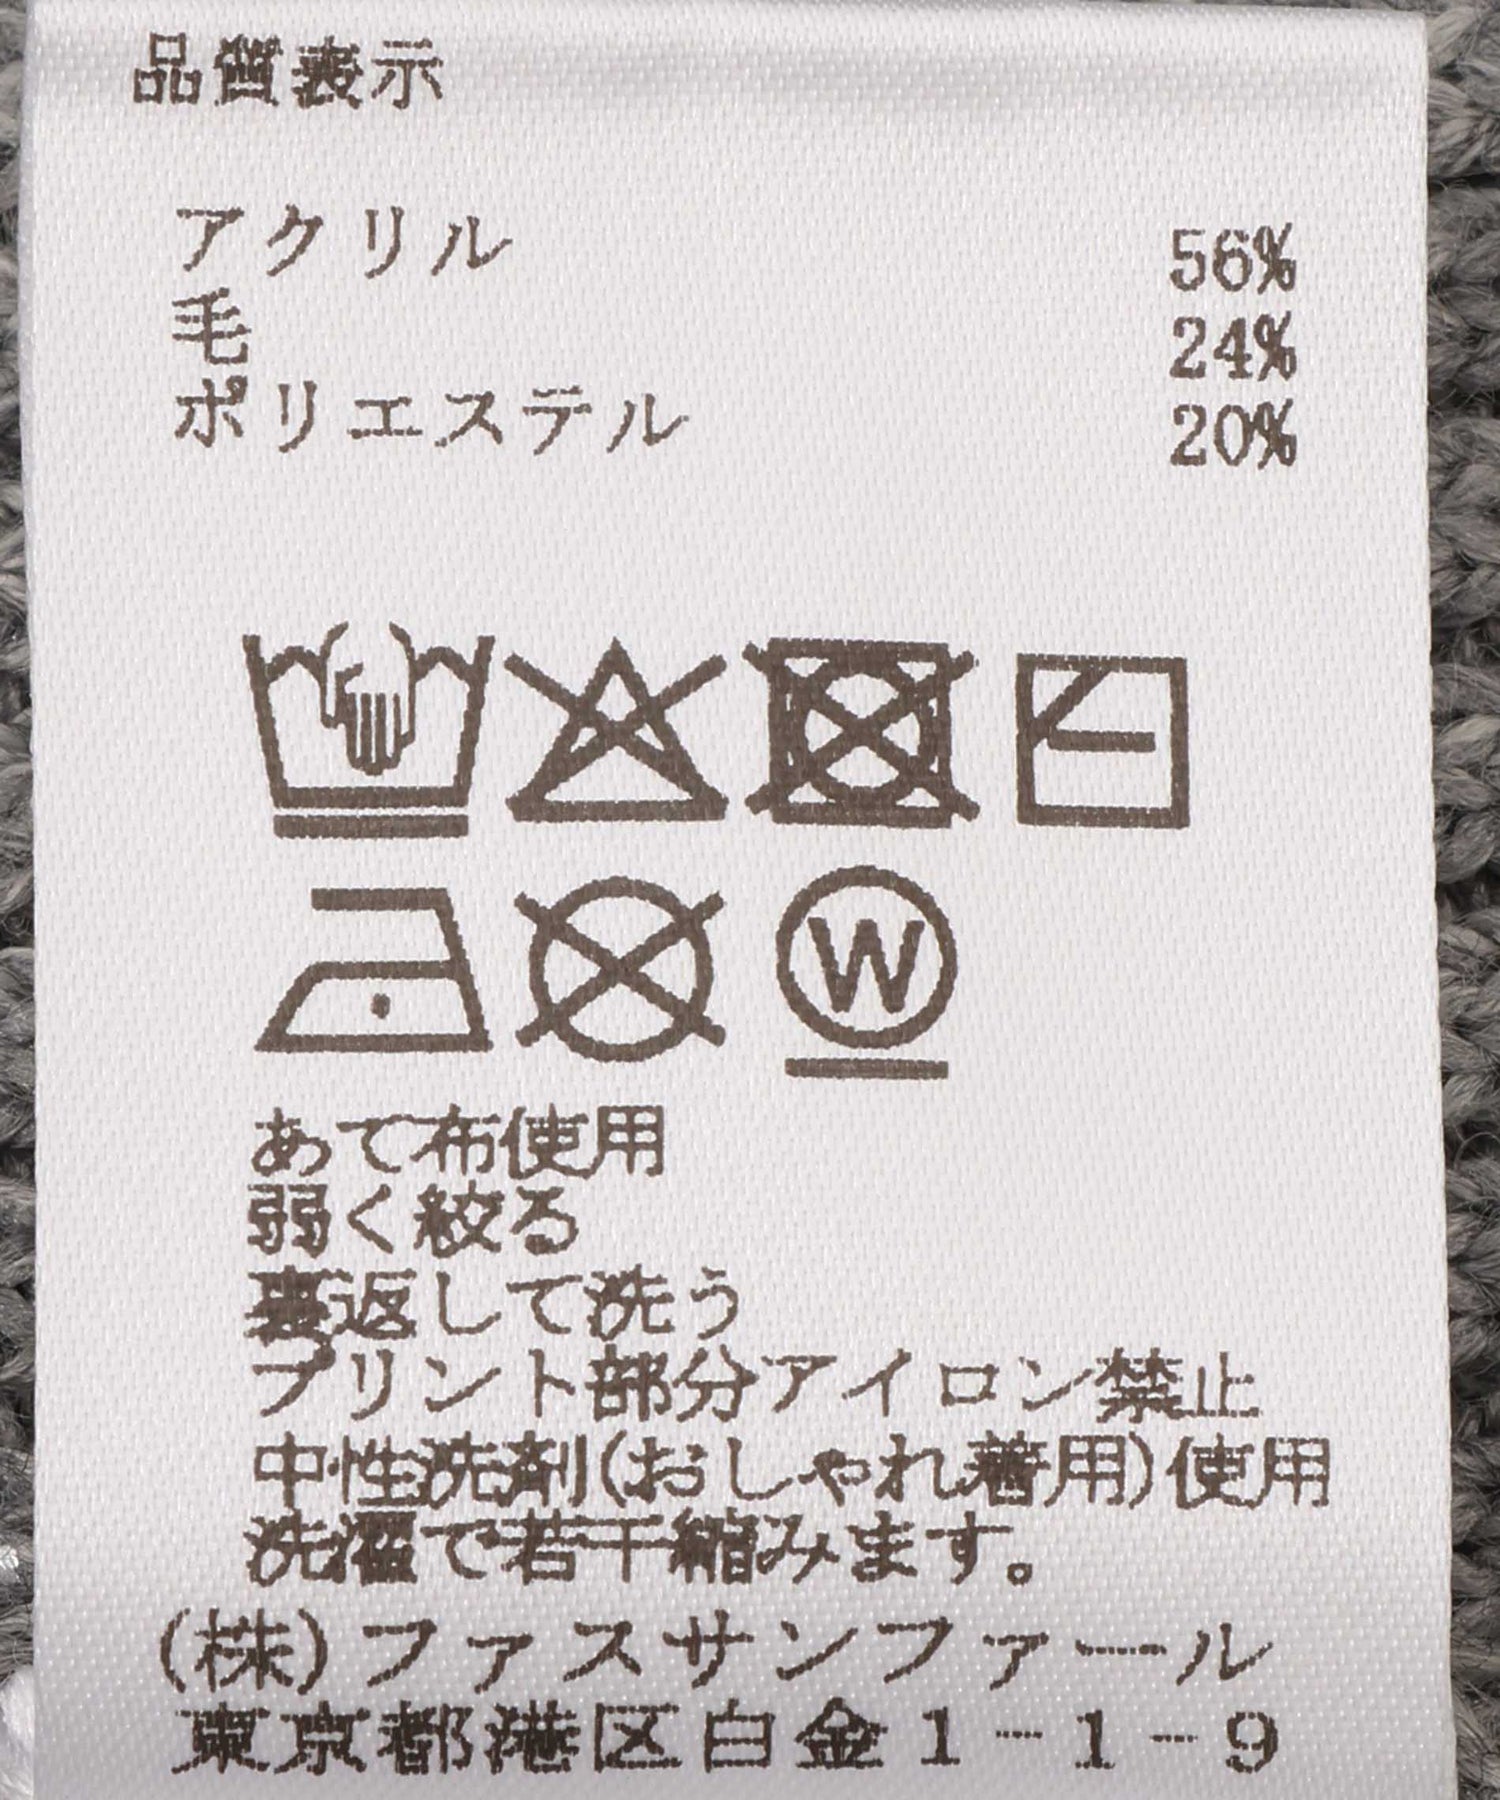 品質表示
アクリル 56%
毛 24%
ポリエステル 20%
W
あて布使用
弱く絞る
裏返して洗う
プリント部分アイロン禁止
中性洗剤(おしゃれ着用)使用
洗濯で若干縮みます。
(株)ファスサンファール
東京都港区白金1-1-9